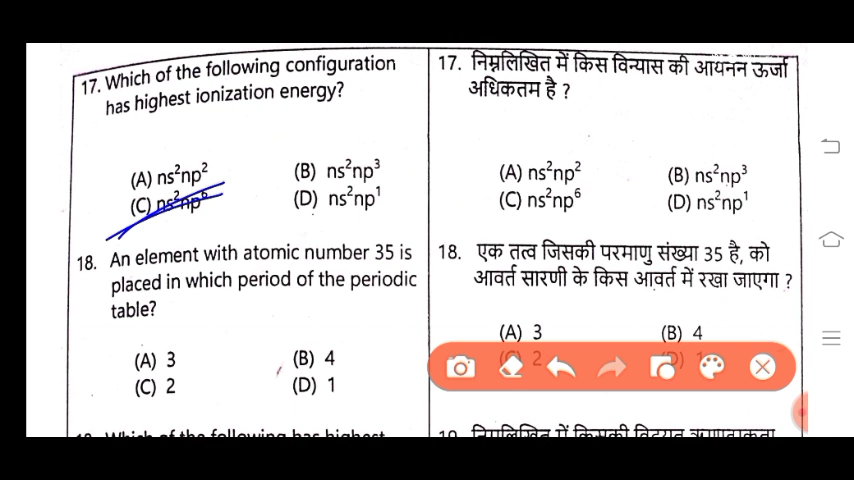 17. Which of the following configuration
has highest ionization energy?
(A) ns²np² (B) ns²np³
(C) ns²np⁶ (D) ns²np¹
18. An element with atomic number 35 is
placed in which period of the periodic
table?
(A) 3 (B) 4
(C) 2 (D) 1
17. निम्नलिखित में किस विन्यास की आयनन ऊर्जा
अधिकतम है ?
(A) ns²np² (B) ns²np³
(C) ns²np⁶ (D) ns²np¹
18. एक तत्व जिसकी परमाणु संख्या 35 है, को
आवर्त सारणी के किस आवर्त में रखा जाएगा ?
(A) 3 (B) 4
(C) 2 (D) 1